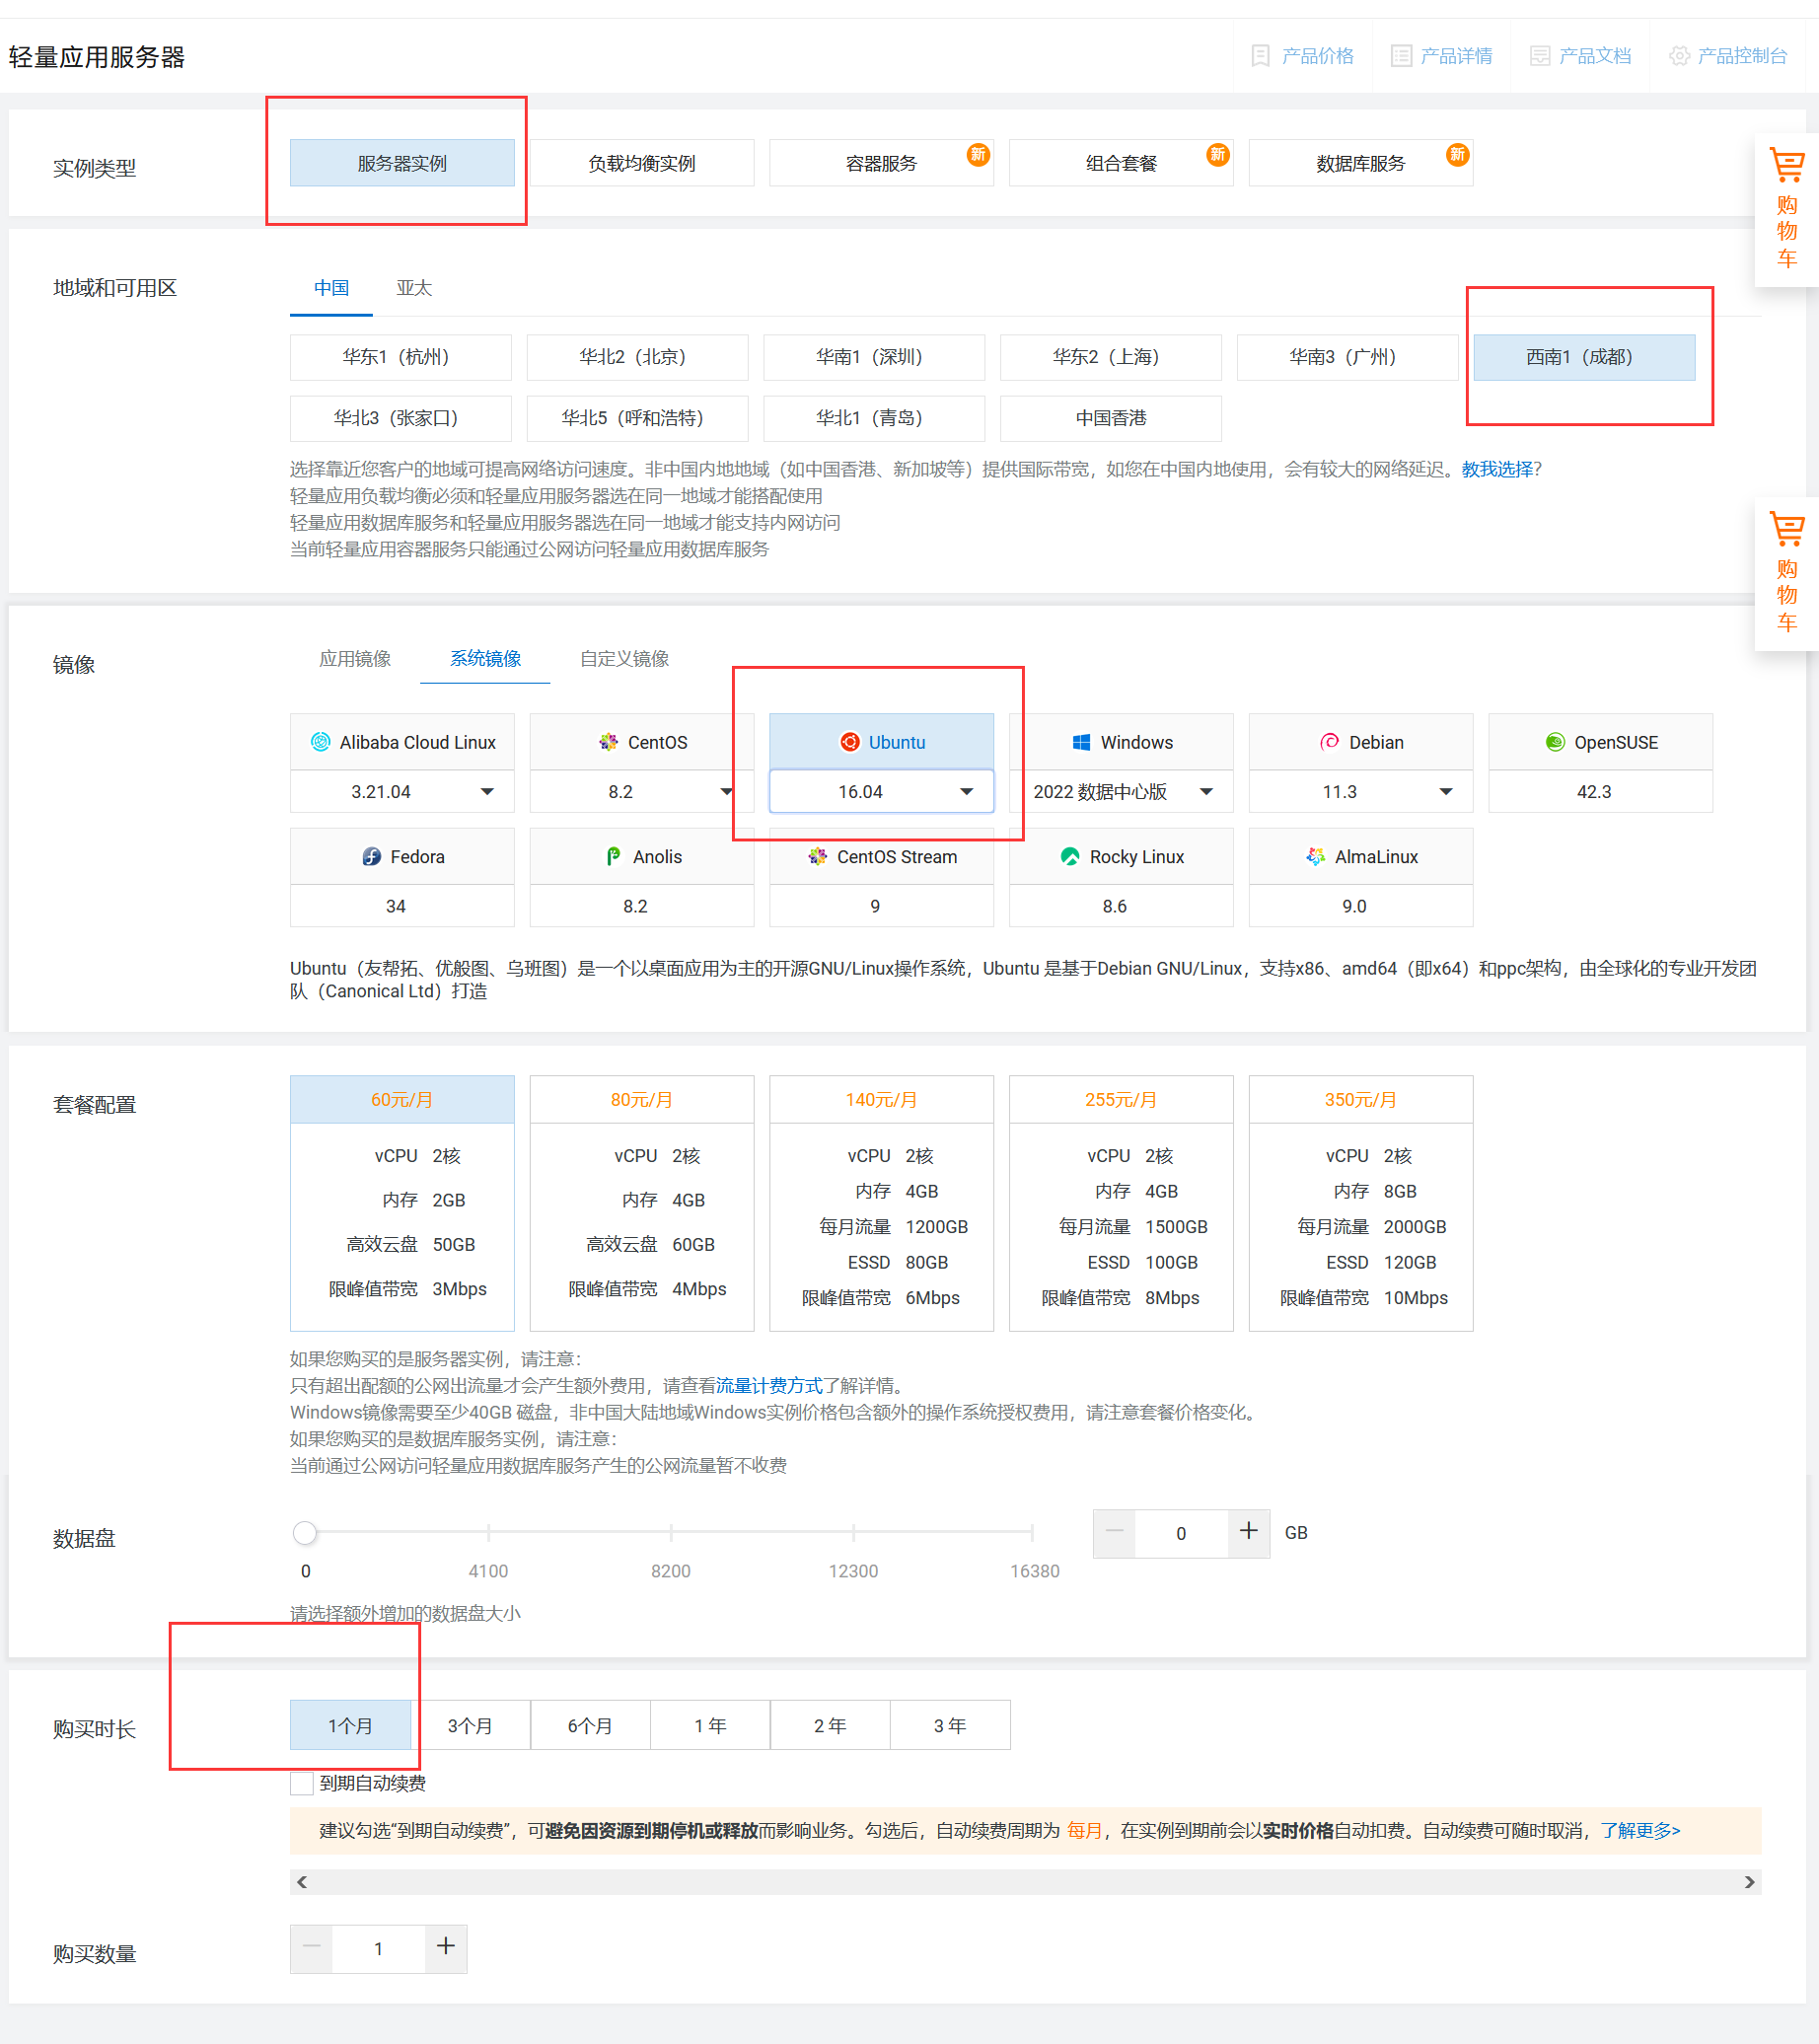 轻量应用服务器
产品价格
产品详情
产品文档
产品控制台
实例类型
服务器实例
负载均衡实例
容器服务
新
组合套餐
新
数据库服务
新
购物车
地域和可用区
中国
亚太
华东1（杭州）
华北2（北京）
华南1（深圳）
华东2（上海）
华南3（广州）
西南1（成都）
华北3（张家口）
华北5（呼和浩特）
华北1（青岛）
中国香港
选择靠近您客户的地域可提高网络访问速度。非中国内地地域（如中国香港、新加坡等）提供国际带宽，如您在中国内地使用，会有较大的网络延迟。教我选择?
轻量应用负载均衡必须和轻量应用服务器选在同一地域才能搭配使用
轻量应用数据库服务和轻量应用服务器选在同一地域才能支持内网访问
当前轻量应用容器服务只能通过公网访问轻量应用数据库服务
购物车
镜像
应用镜像
系统镜像
自定义镜像
Alibaba Cloud Linux
CentOS
Ubuntu
Windows
Debian
OpenSUSE
3.21.04
8.2
16.04
2022 数据中心版
11.3
42.3
Fedora
Anolis
CentOS Stream
Rocky Linux
AlmaLinux
34
8.2
9
8.6
9.0
Ubuntu（友帮拓、优般图、乌班图）是一个以桌面应用为主的开源GNU/Linux操作系统，Ubuntu 是基于Debian GNU/Linux，支持x86、amd64（即x64）和ppc架构，由全球化的专业开发团
队（Canonical Ltd）打造
套餐配置
60元/月
vCPU 2核
内存 2GB
高效云盘 50GB
限峰值带宽 3Mbps
80元/月
vCPU 2核
内存 4GB
高效云盘 60GB
限峰值带宽 4Mbps
140元/月
vCPU 2核
内存 4GB
每月流量 1200GB
ESSD 80GB
限峰值带宽 6Mbps
255元/月
vCPU 2核
内存 4GB
每月流量 1500GB
ESSD 100GB
限峰值带宽 8Mbps
350元/月
vCPU 2核
内存 8GB
每月流量 2000GB
ESSD 120GB
限峰值带宽 10Mbps
如果您购买的是服务器实例，请注意：
只有超出配额的公网出流量才会产生额外费用，请查看流量计费方式了解详情。
Windows镜像需要至少40GB 磁盘，非中国大陆地域Windows实例价格包含额外的操作系统授权费用，请注意套餐价格变化。
如果您购买的是数据库服务实例，请注意：
当前通过公网访问轻量应用数据库服务产生的公网流量暂不收费
数据盘
0
4100
8200
12300
16380
0
GB
请选择额外增加的数据盘大小
购买时长
1个月
3个月
6个月
1 年
2 年
3 年
到期自动续费
建议勾选“到期自动续费”，可避免因资源到期停机或释放而影响业务。勾选后，自动续费周期为 每月，在实例到期前会以实时价格自动扣费。自动续费可随时取消，了解更多>
购买数量
1